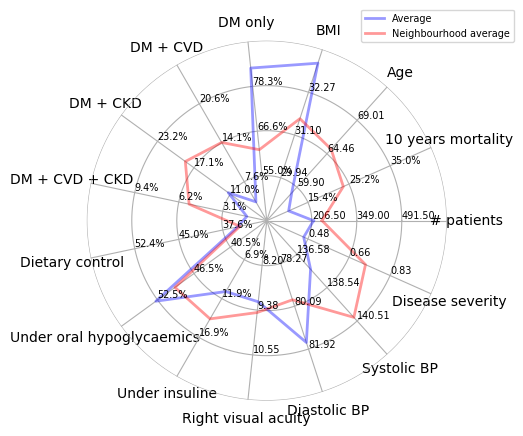 Average
Neighbourhood average
DM only
BMI
DM + CVD
Age
DM + CKD
10 years mortality
DM + CVD + CKD
# patients
Dietary control
Disease severity
Under oral hypoglycaemics
Systolic BP
Under insuline
Diastolic BP
Right visual acuity
78.3%
66.6%
55.0%
32.27
31.10
29.94
69.01
64.46
59.90
35.0%
25.2%
15.4%
206.50
349.00
491.50
0.48
0.66
0.83
136.58
138.54
140.51
78.27
80.09
81.92
8.20
9.38
10.55
6.9%
11.9%
16.9%
40.5%
46.5%
52.5%
37.6%
45.0%
52.4%
3.1%
6.2%
9.4%
11.0%
17.1%
23.2%
7.6%
14.1%
20.6%